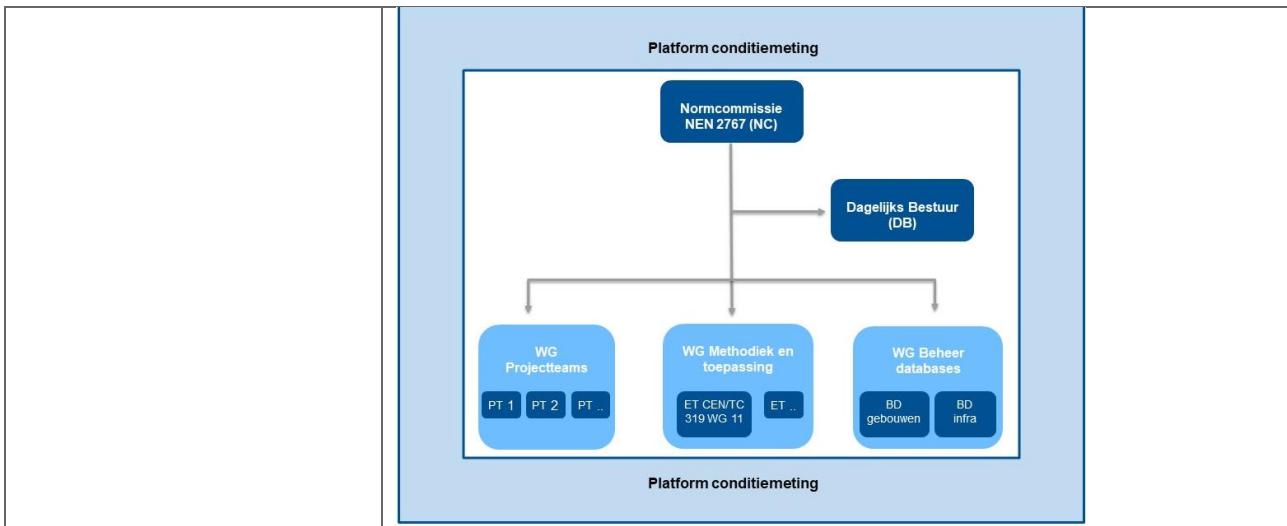 Platform conditiemeting
Normcommissie
NEN 2767 (NC)
Dagelijks Bestuur
(DB)
WG
Projectteams
PT 1
PT 2
PT ..
WG Methodiek en
toepassing
ET CEN/TC
319 WG 11
ET ..
WG Beheer
databases
BD
gebouwen
BD
infra
Platform conditiemeting